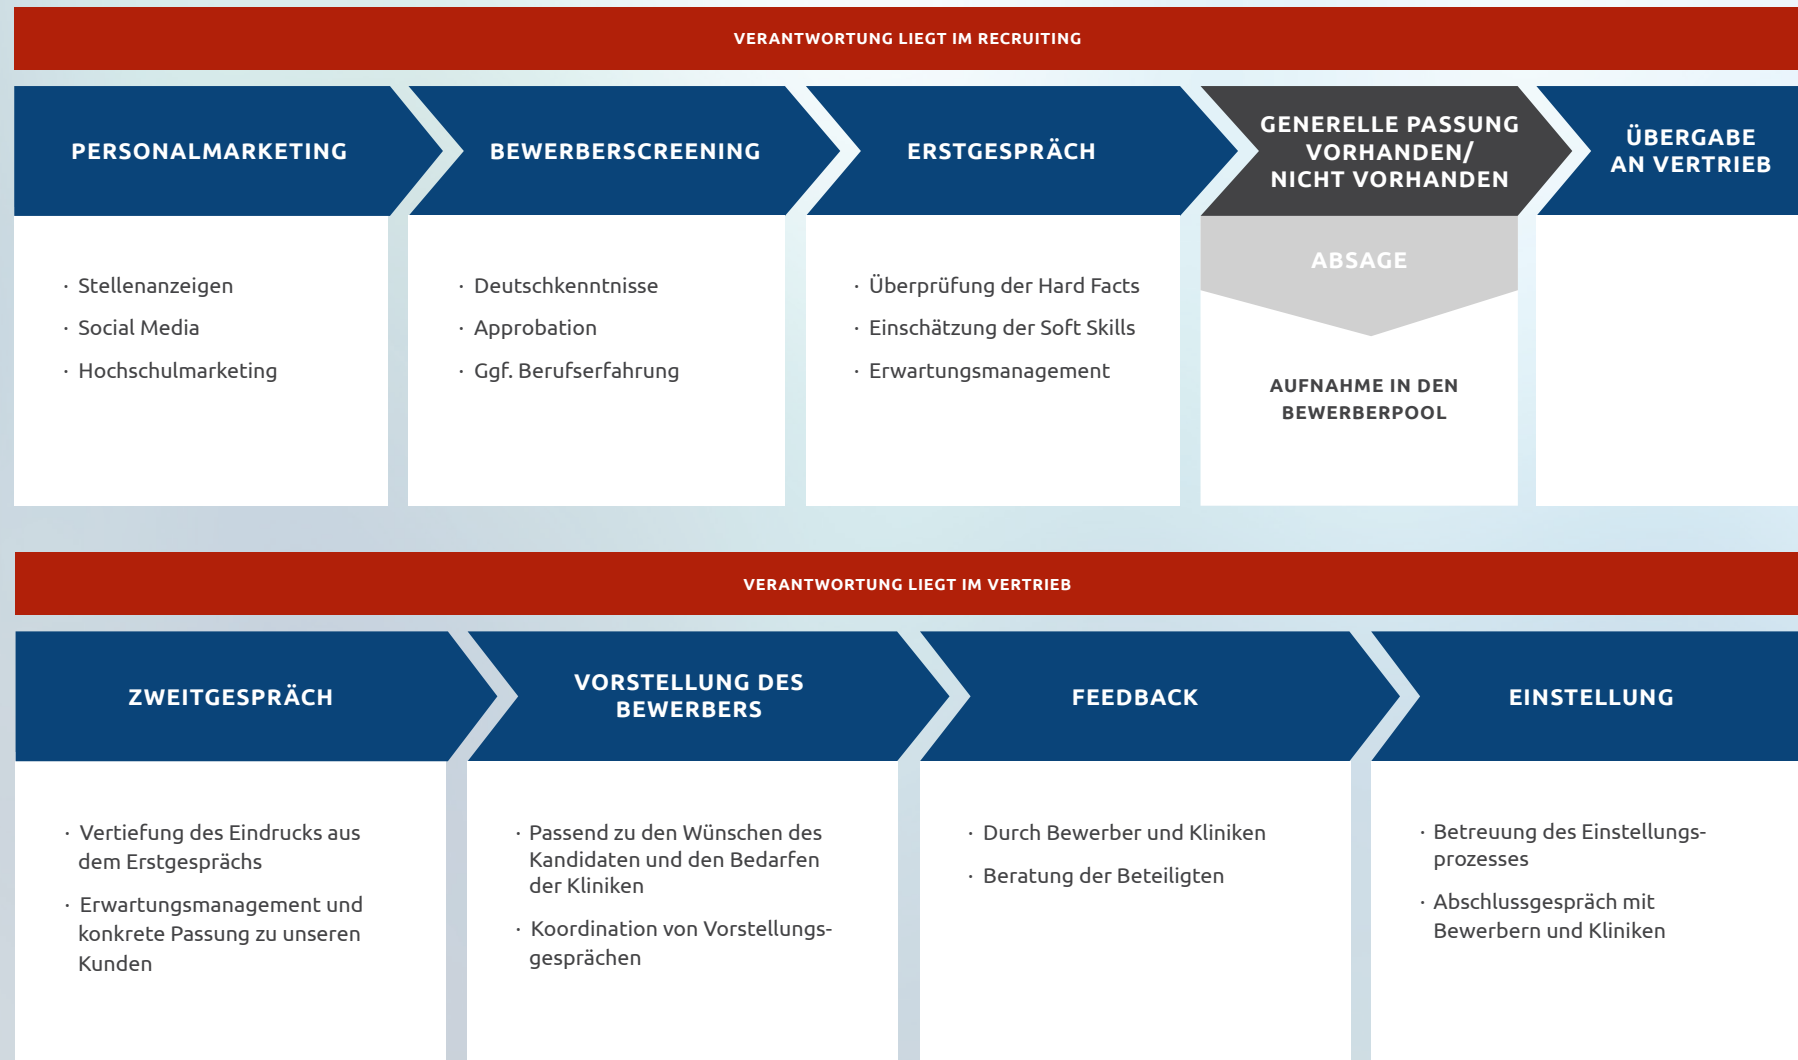 VERANTWORTUNG LIEGT IM RECRUITING
PERSONALMARKETING
· Stellenanzeigen
· Social Media
· Hochschulmarketing
BEWERBERSCREENING
· Deutschkenntnisse
· Approbation
· Ggf. Berufserfahrung
ERSTGESPRÄCH
· Überprüfung der Hard Facts
· Einschätzung der Soft Skills
· Erwartungsmanagement
GENERELLE PASSUNG
VORHANDEN/
NICHT VORHANDEN
ABSAGE
AUFNAHME IN DEN
BEWERBERPOOL
ÜBERGABE
AN VERTRIEB
VERANTWORTUNG LIEGT IM VERTRIEB
ZWEITGESPRÄCH
· Vertiefung des Eindrucks aus
dem Erstgesprächs
· Erwartungsmanagement und
konkrete Passung zu unseren
Kunden
VORSTELLUNG DES
BEWERBERS
· Passend zu den Wünschen des
Kandidaten und den Bedarfen
der Kliniken
· Koordination von Vorstellungs-
gesprächen
FEEDBACK
· Durch Bewerber und Kliniken
· Beratung der Beteiligten
EINSTELLUNG
· Betreuung des Einstellungs-
prozesses
· Abschlussgespräch mit
Bewerbern und Kliniken